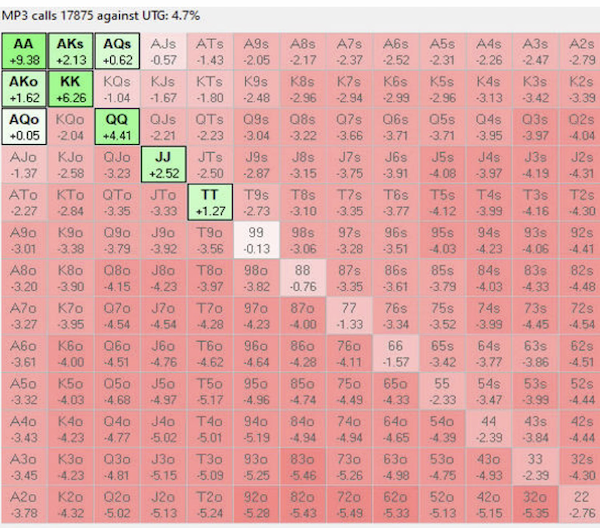 MP3 calls 17875 against UTG: 4.7%
AA AKs AQs AJs ATs A9s A8s A7s A6s A5s A4s A3s A2s
+9.38 +2.13 +0.62 -0.57 -1.43 -2.05 -2.17 -2.37 -2.52 -2.31 -2.26 -2.47 -2.79
AKo KK KQs KJs KTs K9s K8s K7s K6s K5s K4s K3s K2s
+1.62 +6.26 -1.04 -1.67 -1.80 -2.48 -2.96 -2.94 -2.99 -2.96 -3.13 -3.42 -3.39
AQo KQo QQ QJs QTs Q9s Q8s Q7s Q6s Q5s Q4s Q3s Q2s
+0.05 -2.04 +4.41 -2.21 -2.23 -3.04 -3.22 -3.66 -3.71 -3.71 -3.95 -3.97 -4.04
AJo KJo QJo JJ JTs J9s J8s J7s J6s J5s J4s J3s J2s
-1.37 -2.58 -3.23 +2.52 -2.50 -2.87 -3.15 -3.75 -3.91 -4.08 -3.97 -4.19 -4.31
ATo KTo QTo JTo TT T9s T8s T7s T6s T5s T4s T3s T2s
-2.27 -2.84 -3.35 -3.33 +1.27 -2.73 -3.10 -3.35 -3.77 -4.12 -3.99 -4.16 -4.30
A9o K9o Q9o J9o T9o 99 98s 97s 96s 95s 94s 93s 92s
-3.01 -3.38 -3.79 -3.92 -3.56 -0.13 -3.06 -3.28 -3.51 -4.03 -4.23 -4.06 -4.41
A8o K8o Q8o J8o T8o 98o 88 87s 86s 85s 84s 83s 82s
-3.20 -3.90 -4.15 -4.23 -3.97 -3.82 -0.76 -3.35 -3.61 -3.79 -4.03 -4.33 -4.48
A7o K7o Q7o J7o T7o 97o 87o 77 76s 75s 74s 73s 72s
-3.27 -3.95 -4.54 -4.54 -4.28 -4.23 -4.00 -1.33 -3.34 -3.52 -3.99 -4.45 -4.54
A6o K6o Q6o J6o T6o 96o 86o 76o 66 65s 64s 63s 62s
-3.61 -4.00 -4.51 -4.76 -4.62 -4.64 -4.28 -4.11 -1.57 -3.42 -3.77 -3.86 -4.51
A5o K5o Q5o J5o T5o 95o 85o 75o 65o 55 54s 53s 52s
-3.32 -4.03 -4.68 -4.97 -5.17 -4.96 -4.74 -4.49 -4.33 -2.33 -3.47 -3.99 -4.44
A4o K4o Q4o J4o T4o 94o 84o 74o 64o 54o 44 43s 42s
-3.43 -4.23 -4.77 -5.02 -5.01 -5.19 -4.94 -4.94 -4.65 -4.39 -2.39 -3.84 -4.44
A3o K3o Q3o J3o T3o 93o 83o 73o 63o 53o 43o 33 32s
-3.45 -4.23 -4.81 -5.15 -5.09 -5.25 -5.46 -5.26 -4.98 -4.75 -4.93 -2.39 -4.30
A2o K2o Q2o J2o T2o 92o 82o 72o 62o 52o 42o 32o 22
-3.78 -4.32 -5.02 -5.13 -5.24 -5.28 -5.43 -5.49 -5.33 -5.13 -5.15 -5.35 -2.76